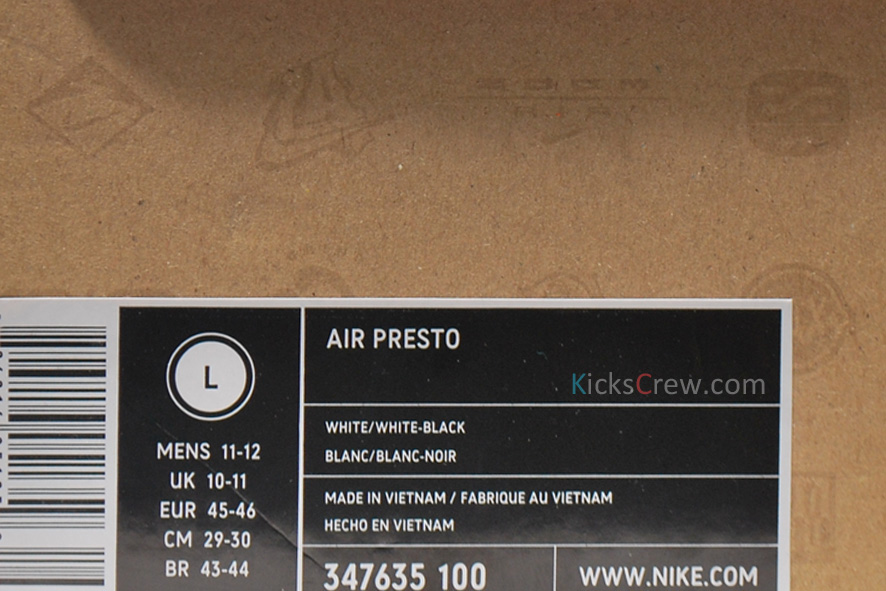 L
MENS 11-12
UK 10-11
EUR 45-46
CM 29-30
BR 43-44
AIR PRESTO
KicksCrew.com
WHITE/WHITE-BLACK
BLANC/BLANC-NOIR
MADE IN VIETNAM / FABRIQUE AU VIETNAM
HECHO EN VIETNAM
347635 100
WWW.NIKE.COM